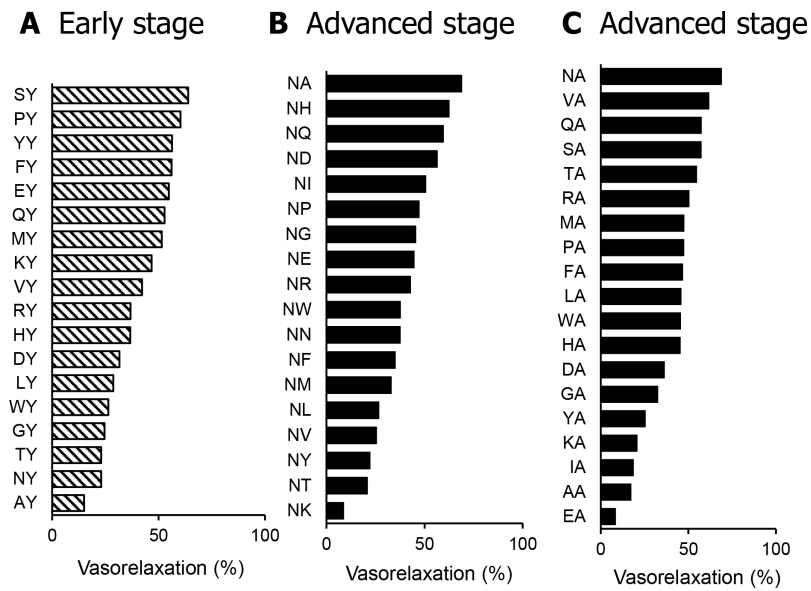 A Early stage
SY
PY
YY
FY
EY
QY
MY
KY
VY
RY
HY
DY
LY
WY
GY
TY
NY
AY
0 50 100
Vasorelaxation (%)
B Advanced stage
NA
NH
NQ
ND
NI
NP
NG
NE
NR
NW
NN
NF
NM
NL
NV
NY
NT
NK
0 50 100
Vasorelaxation (%)
C Advanced stage
NA
VA
QA
SA
TA
RA
MA
PA
FA
LA
WA
HA
DA
GA
YA
KA
IA
AA
EA
0 50 100
Vasorelaxation (%)